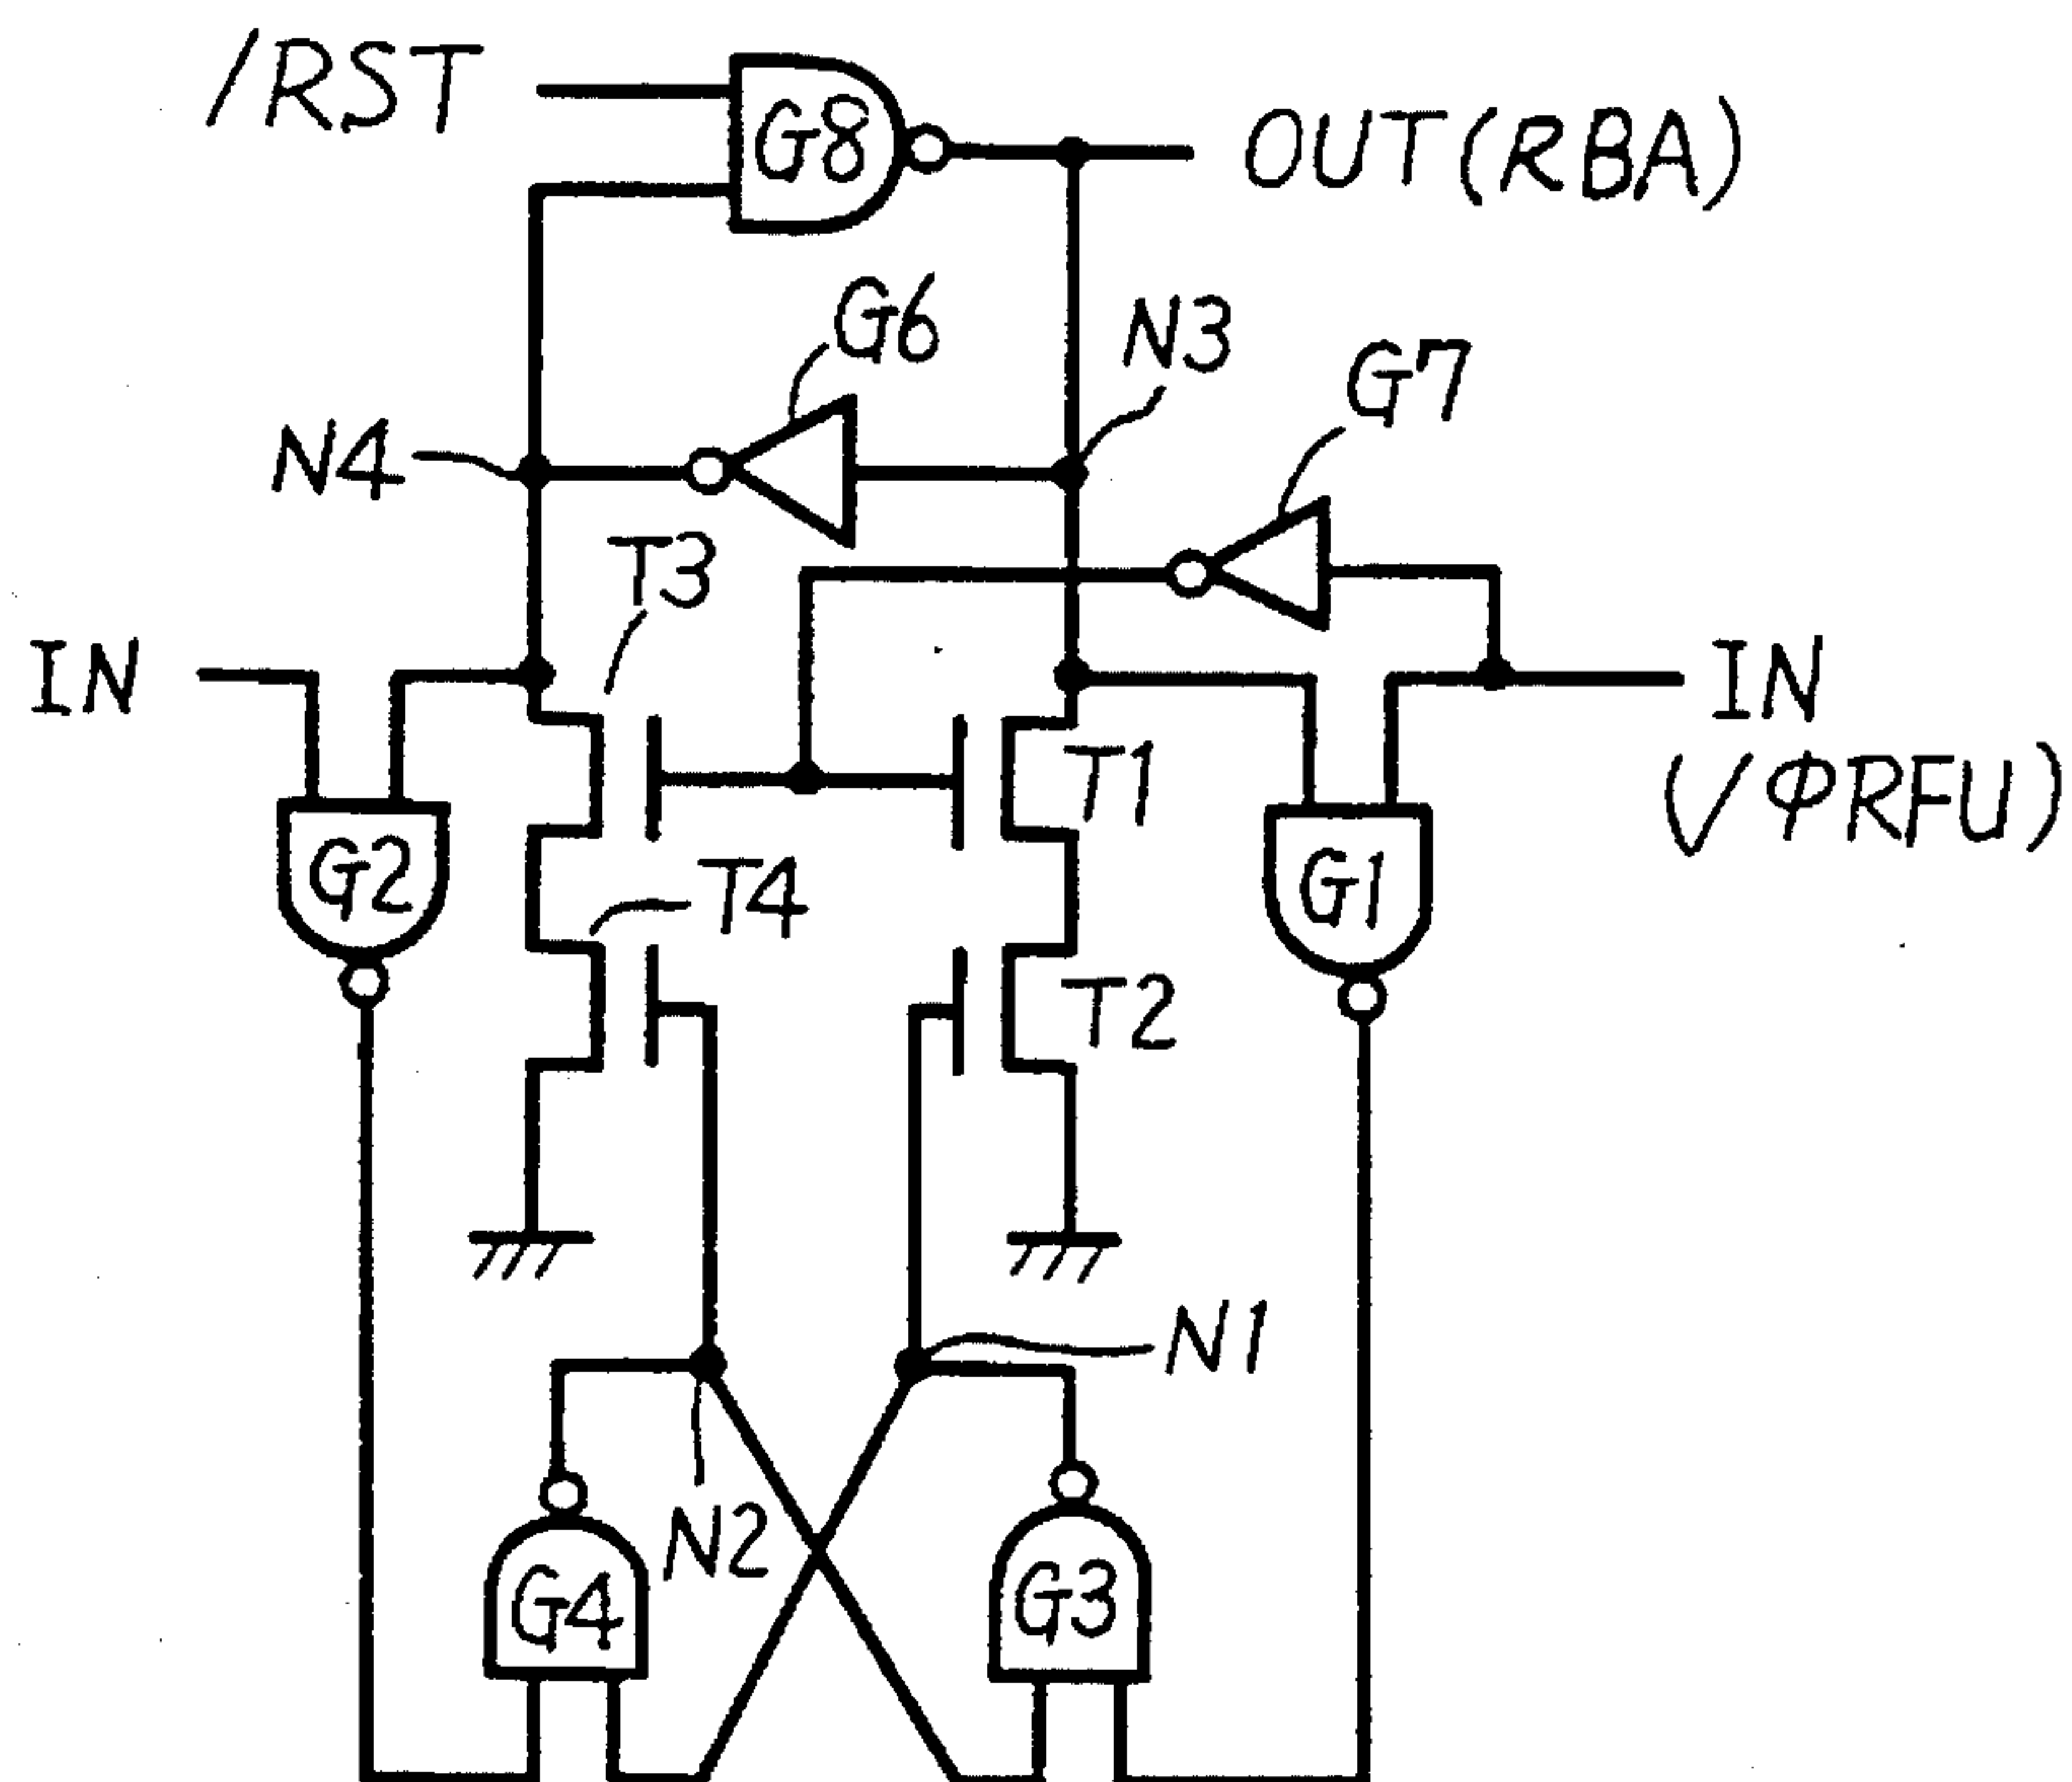 /RST
G8
OUT(RBA)
G6
N3
G7
N4
T3
IN
IN
T1
(√ΦRFU)
G2
T4
G1
T2
N1
N2
G4
G3